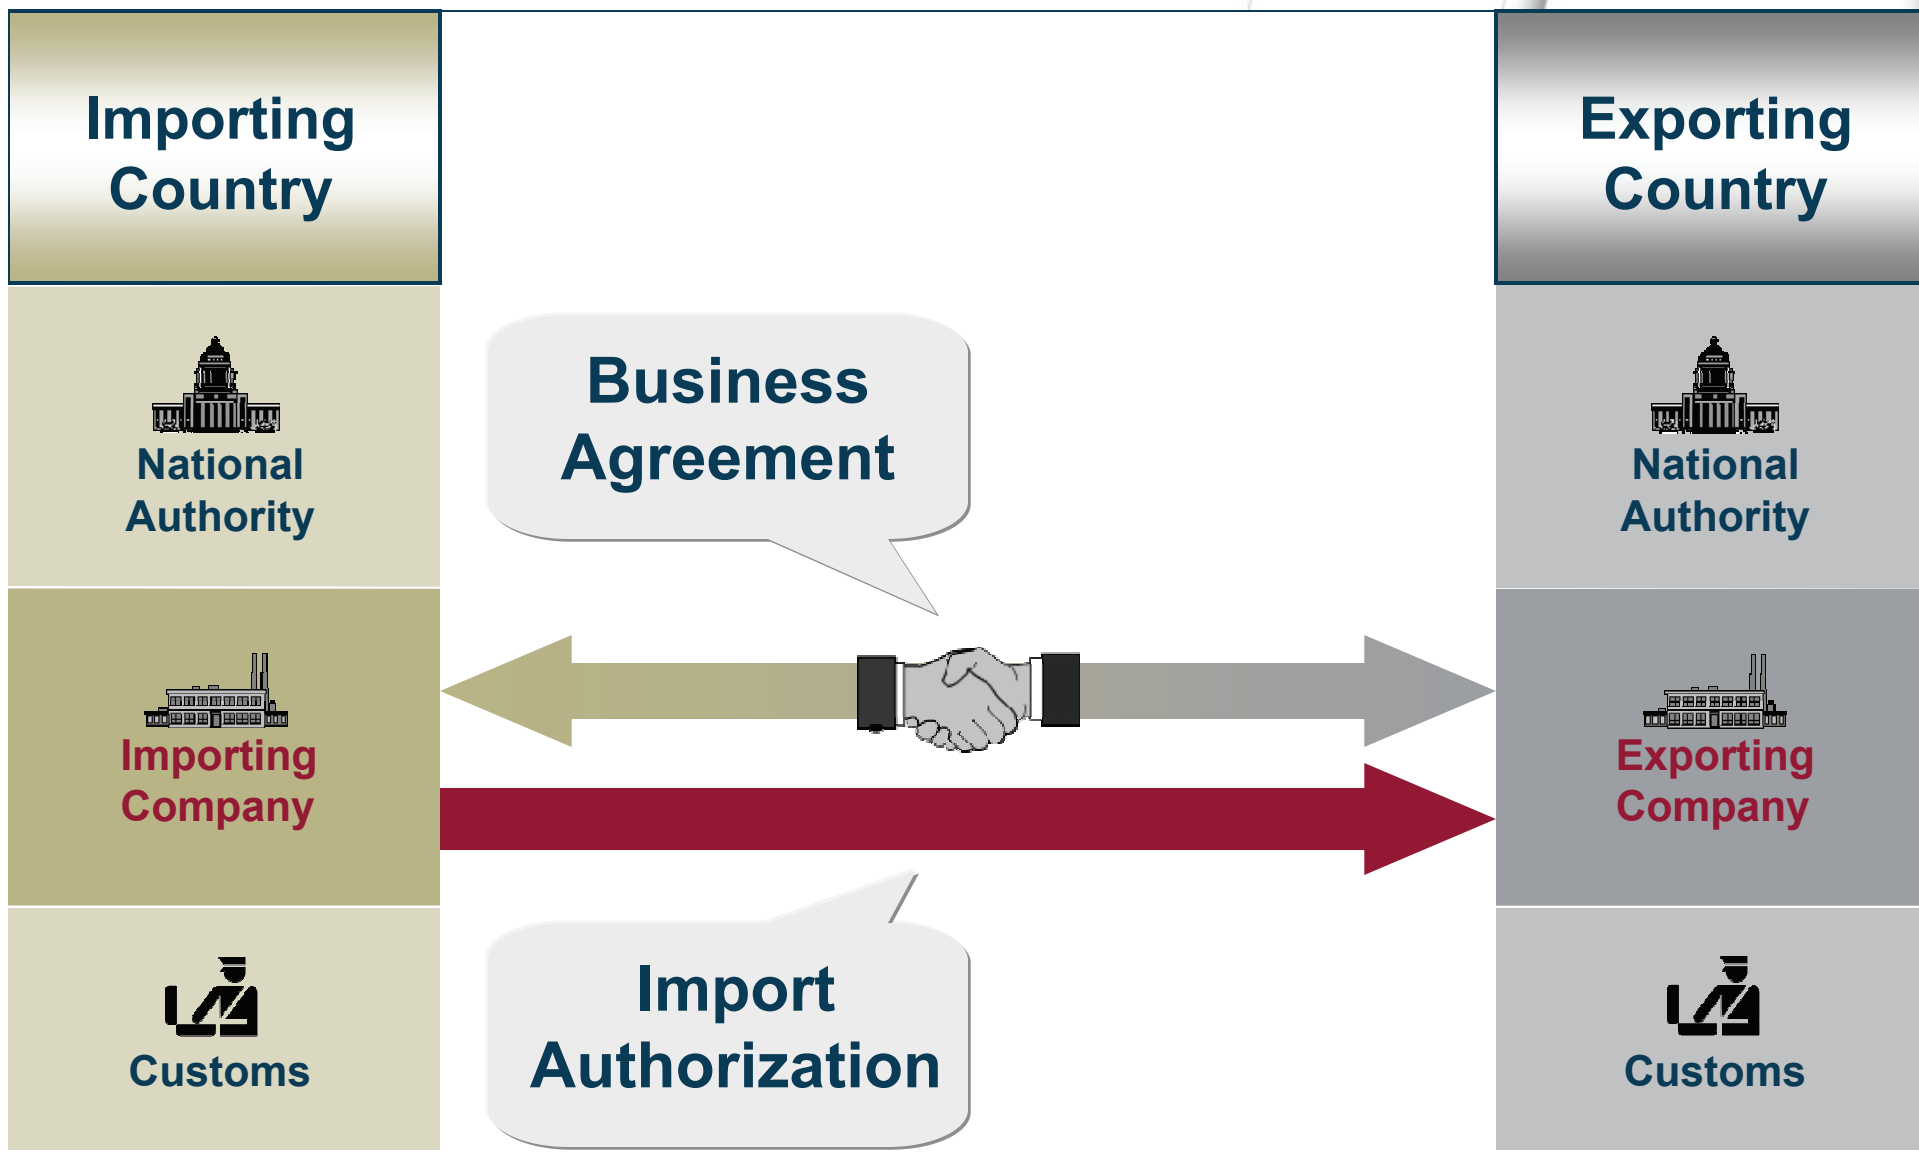 Importing
Country
Exporting
Country
National
Authority
Business
Agreement
National
Authority
Importing
Company
Exporting
Company
Import
Authorization
Customs
Customs